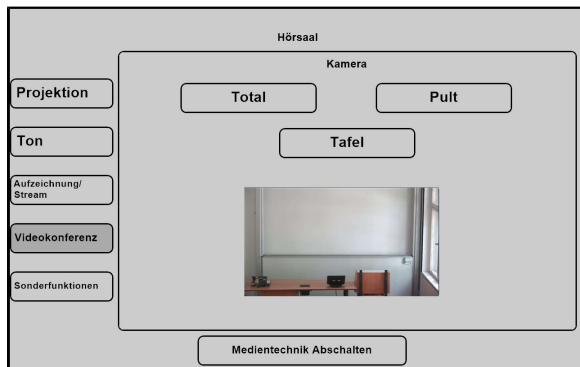 Hörsaal
Kamera
Projektion
Total
Pult
Ton
Tafel
Aufzeichnung/
Stream
Videokonferenz
Sonderfunktionen
Medientechnik Abschalten